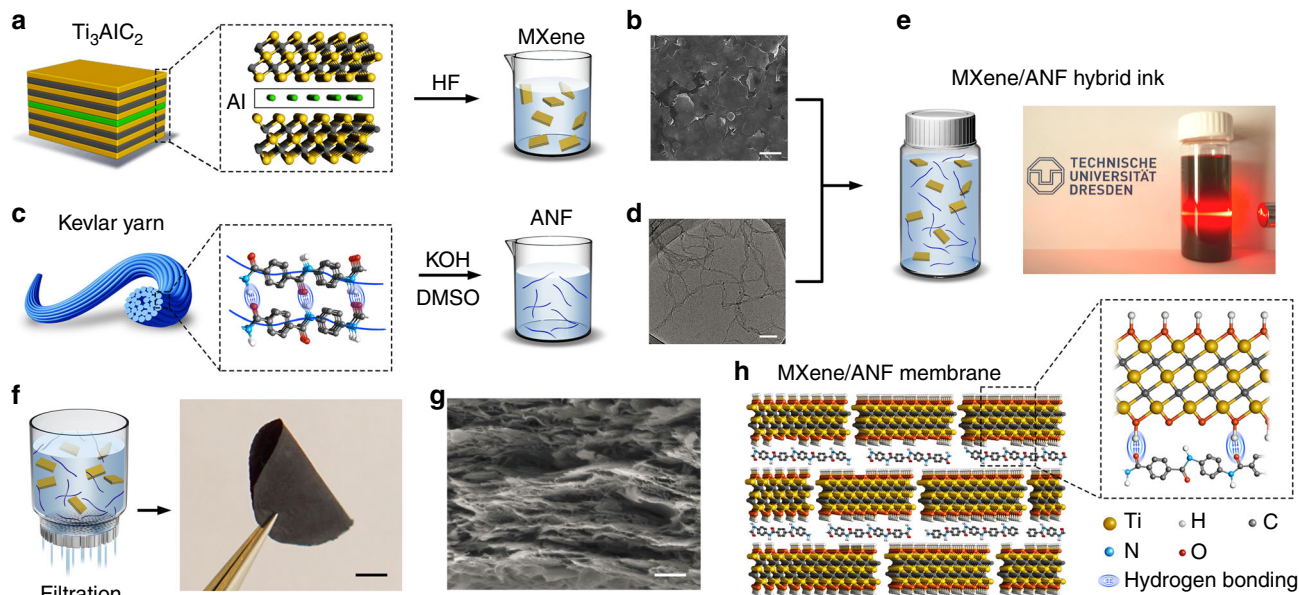 a
Ti₃AlC₂
Al
HF
MXene
b
c
Kevlar yarn
KOH
DMSO
ANF
d
e
MXene/ANF hybrid ink
TECHNISCHE
UNIVERSITÄT
DRESDEN
f
Filtration
g
h
MXene/ANF membrane
Ti
H
C
N
O
Hydrogen bonding